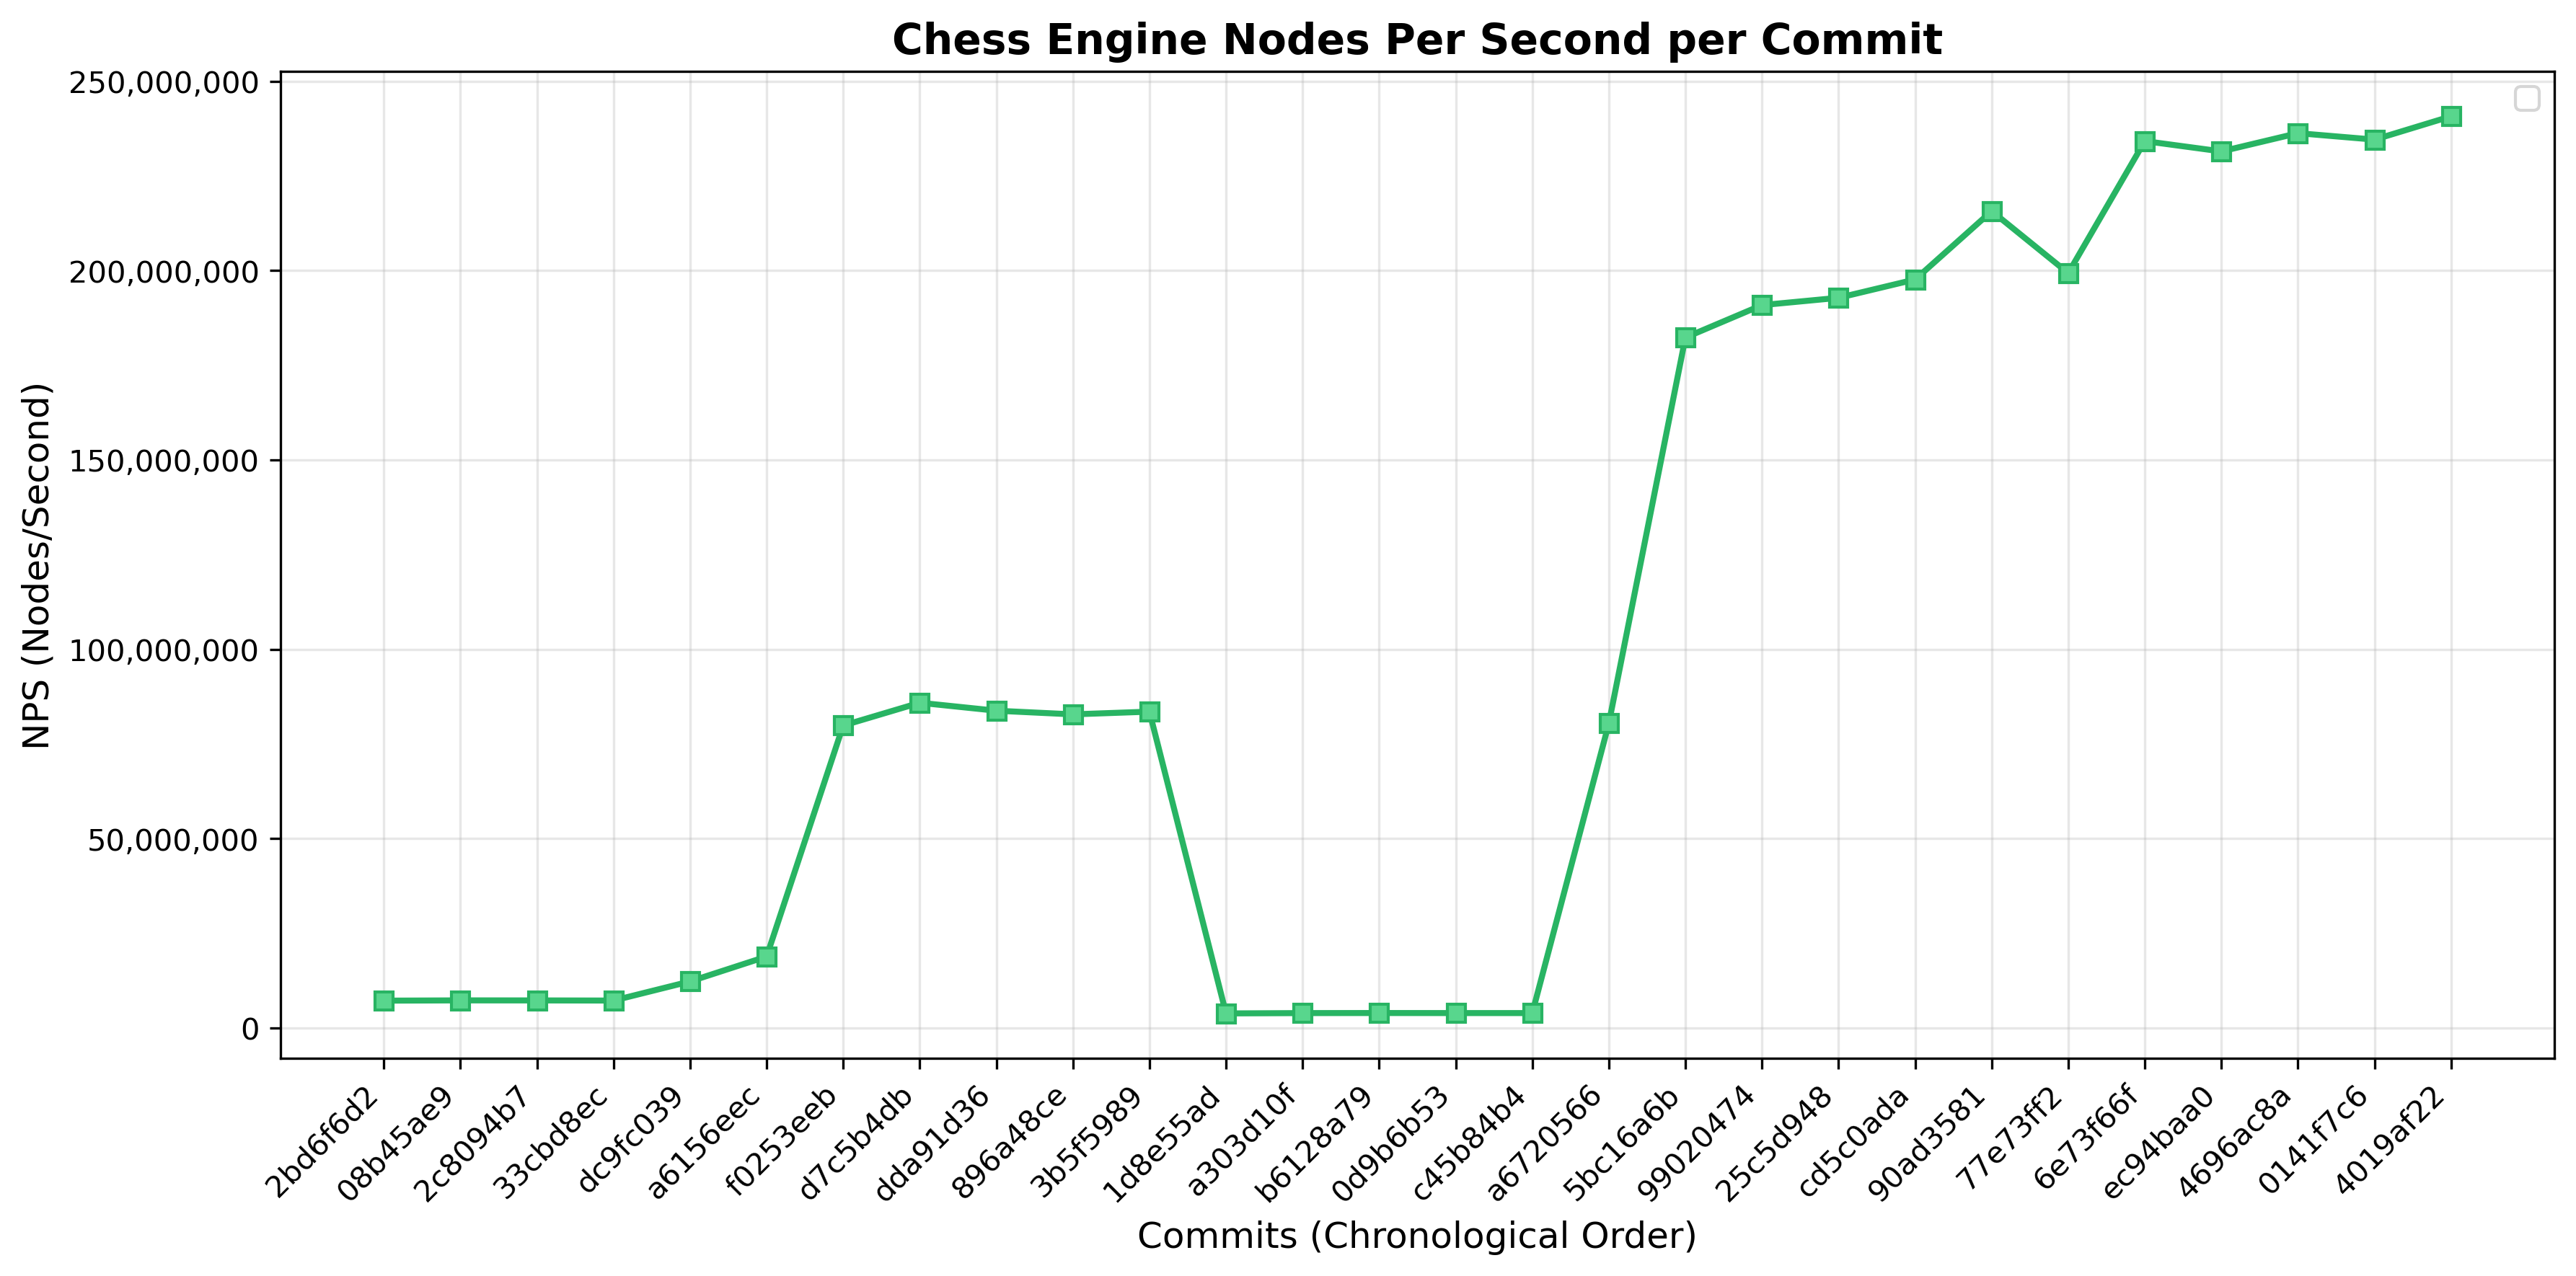 Chess Engine Nodes Per Second per Commit
NPS (Nodes/Second)
250,000,000
200,000,000
150,000,000
100,000,000
50,000,000
0
2bd6f6d2
08b45ae9
2c8094b7
33cbd8ec
dc9fc039
a6156eec
f0253eeb
d7c5b4db
dda91d36
896a48ce
3b5f5989
1d8e55ad
a303d10f
b6128a79
0d9b6b53
c45b84b4
a6720566
5bc16a6b
99020474
25c5d948
cd5c0ada
90ad3581
77e73ff2
6e73f66f
ec94baa0
4696ac8a
0141f7c6
4019af22
Commits (Chronological Order)